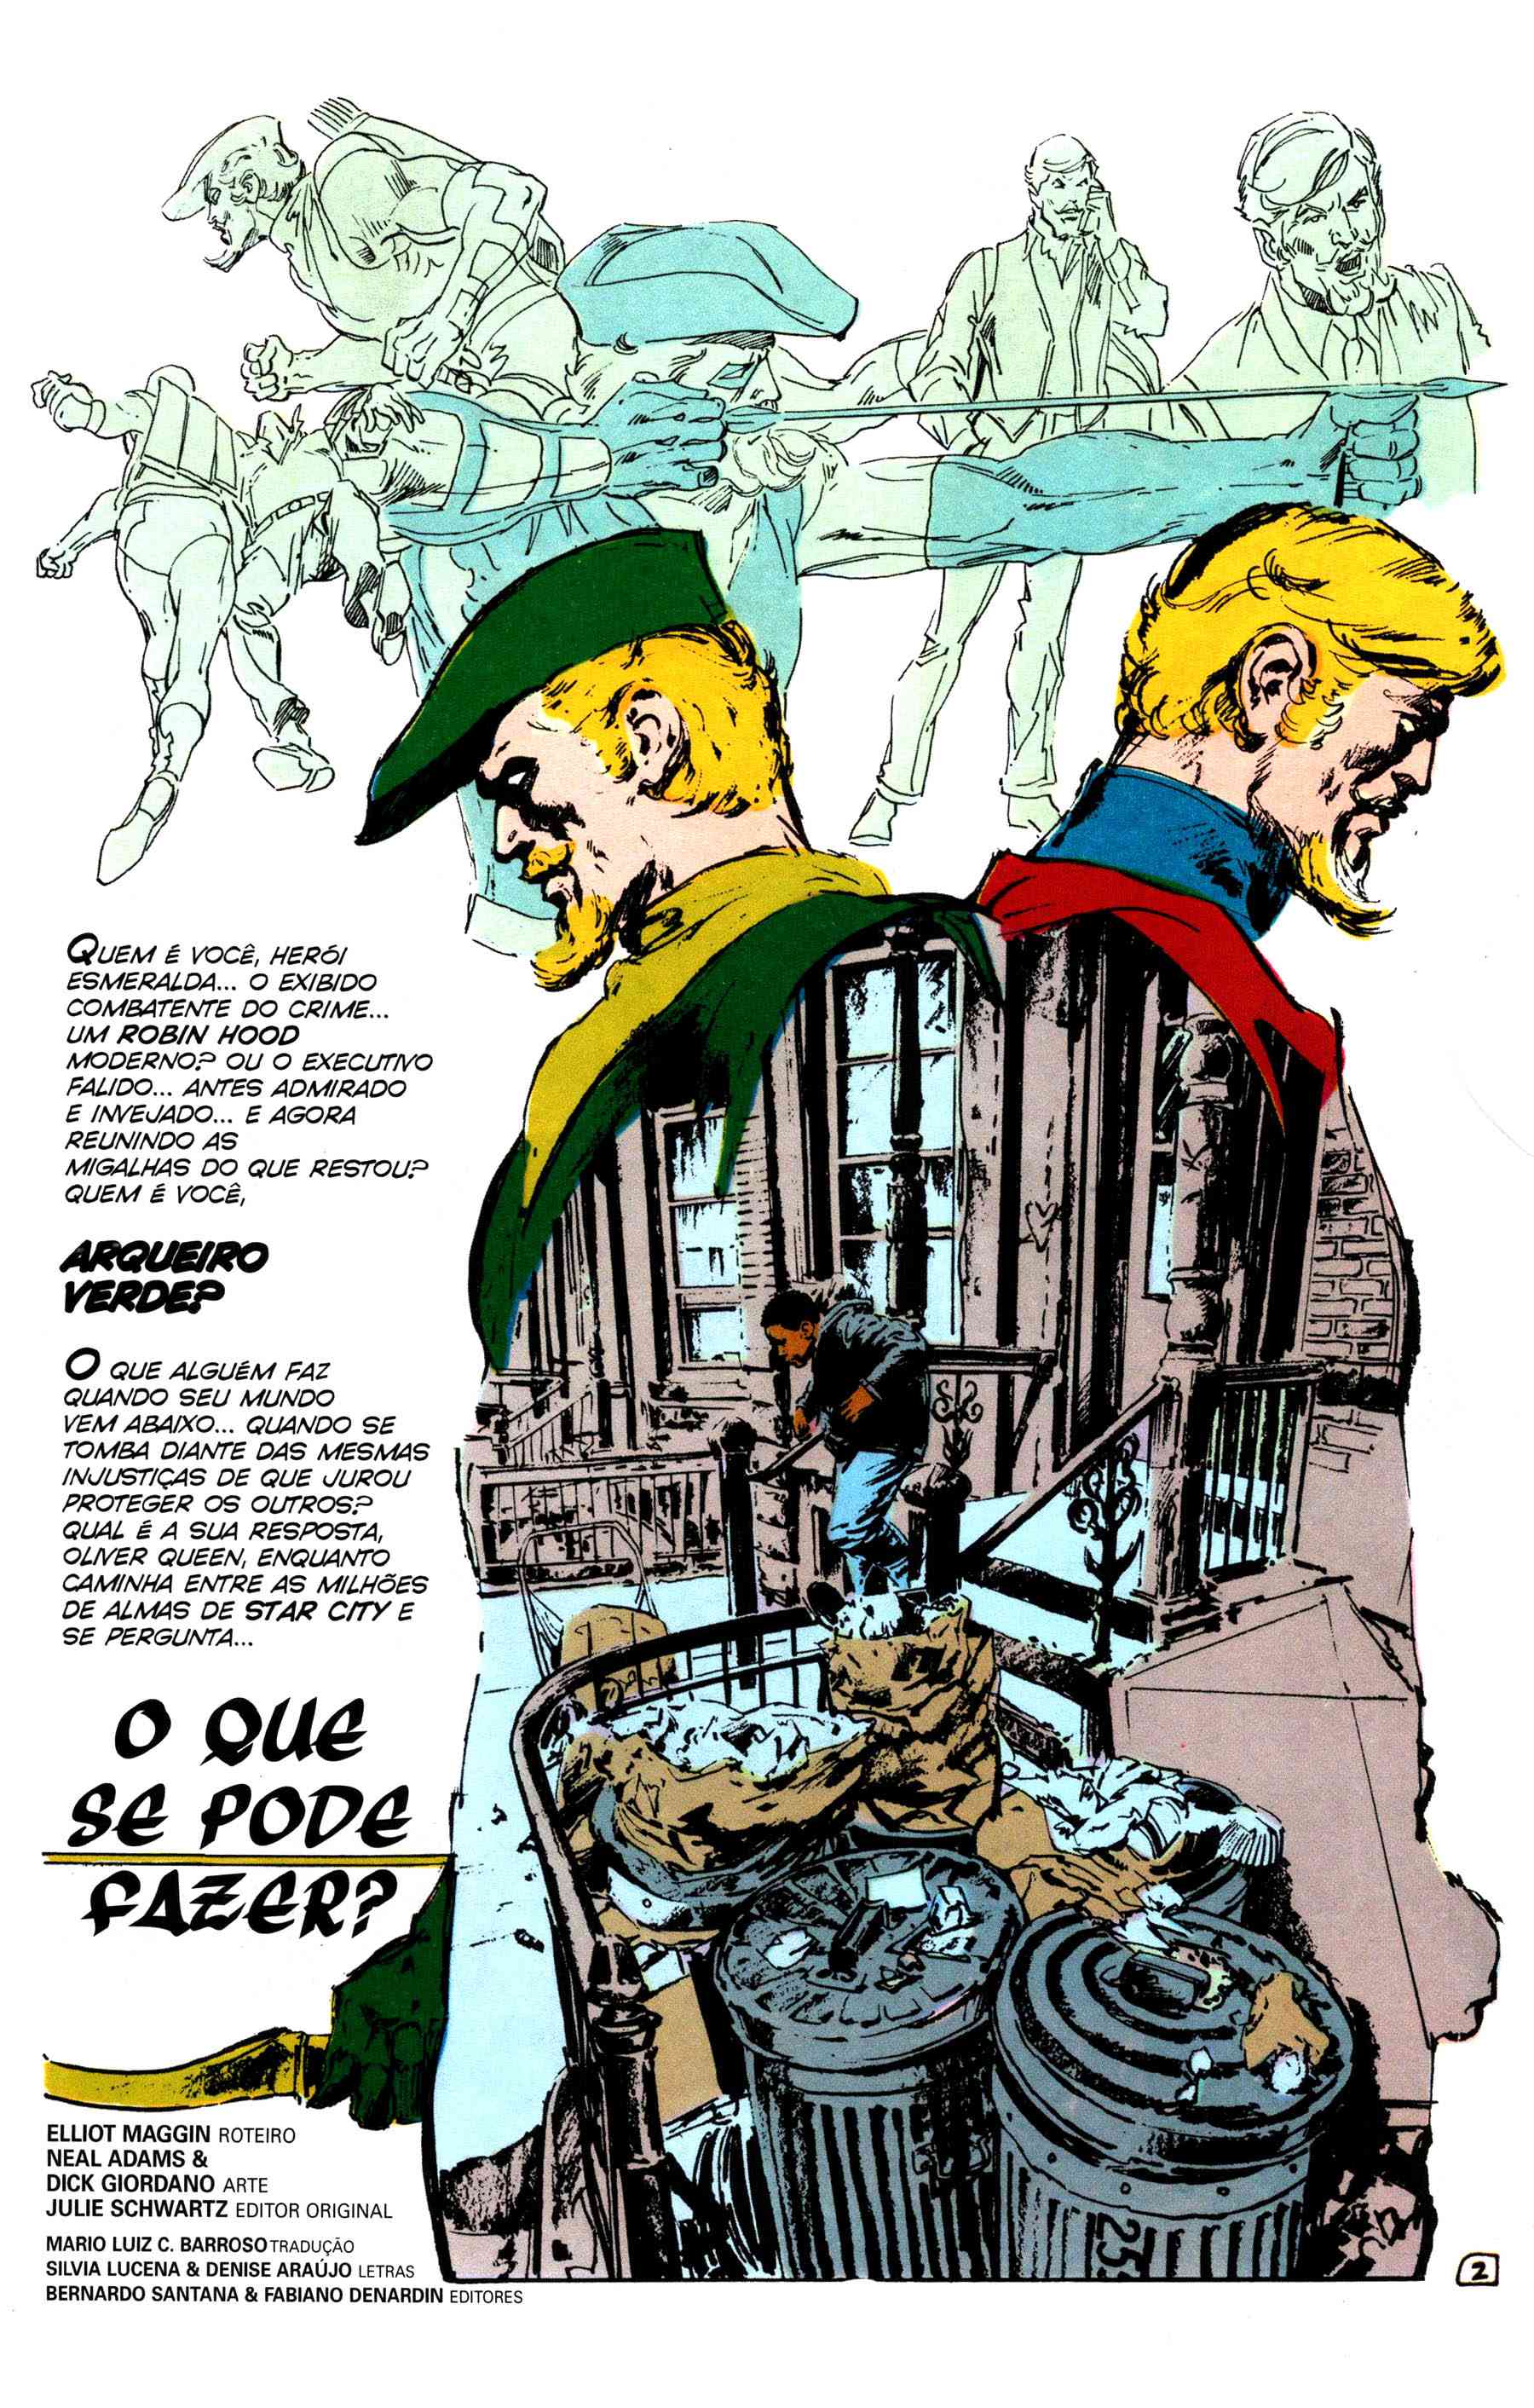 QUEM É VOCÊ, HERÓI
ESMERALDA... O EXIBIDO
COMBATENTE DO CRIME...
UM ROBIN HOOD
MODERNO? OU O EXECUTIVO
FALIDO... ANTES ADMIRADO
E INVEJADO... E AGORA
REUNINDO AS
MIGALHAS DO QUE RESTOU?
QUEM É VOCÊ,
ARQUEIRO
VERDE?
O QUE ALGUÉM FAZ
QUANDO SEU MUNDO
VEM ABAIXO... QUANDO SE
TOMBA DIANTE DAS MESMAS
INJUSTIÇAS DE QUE JUROU
PROTEGER OS OUTROS?
QUAL É A SUA RESPOSTA,
OLIVER QUEEN, ENQUANTO
CAMINHA ENTRE AS MILHÕES
DE ALMAS DE STAR CITY E
SE PERGUNTA...
O QUE
SE PODE
FAZER?
ELLIOT MAGGIN ROTEIRO
NEAL ADAMS &
DICK GIORDANO ARTE
JULIE SCHWARTZ EDITOR ORIGINAL
MARIO LUIZ C. BARROSO TRADUÇÃO
SILVIA LUCENA & DENISE ARAÚJO LETRAS
BERNARDO SANTANA & FABIANO DENARDIN EDITORES
23
2